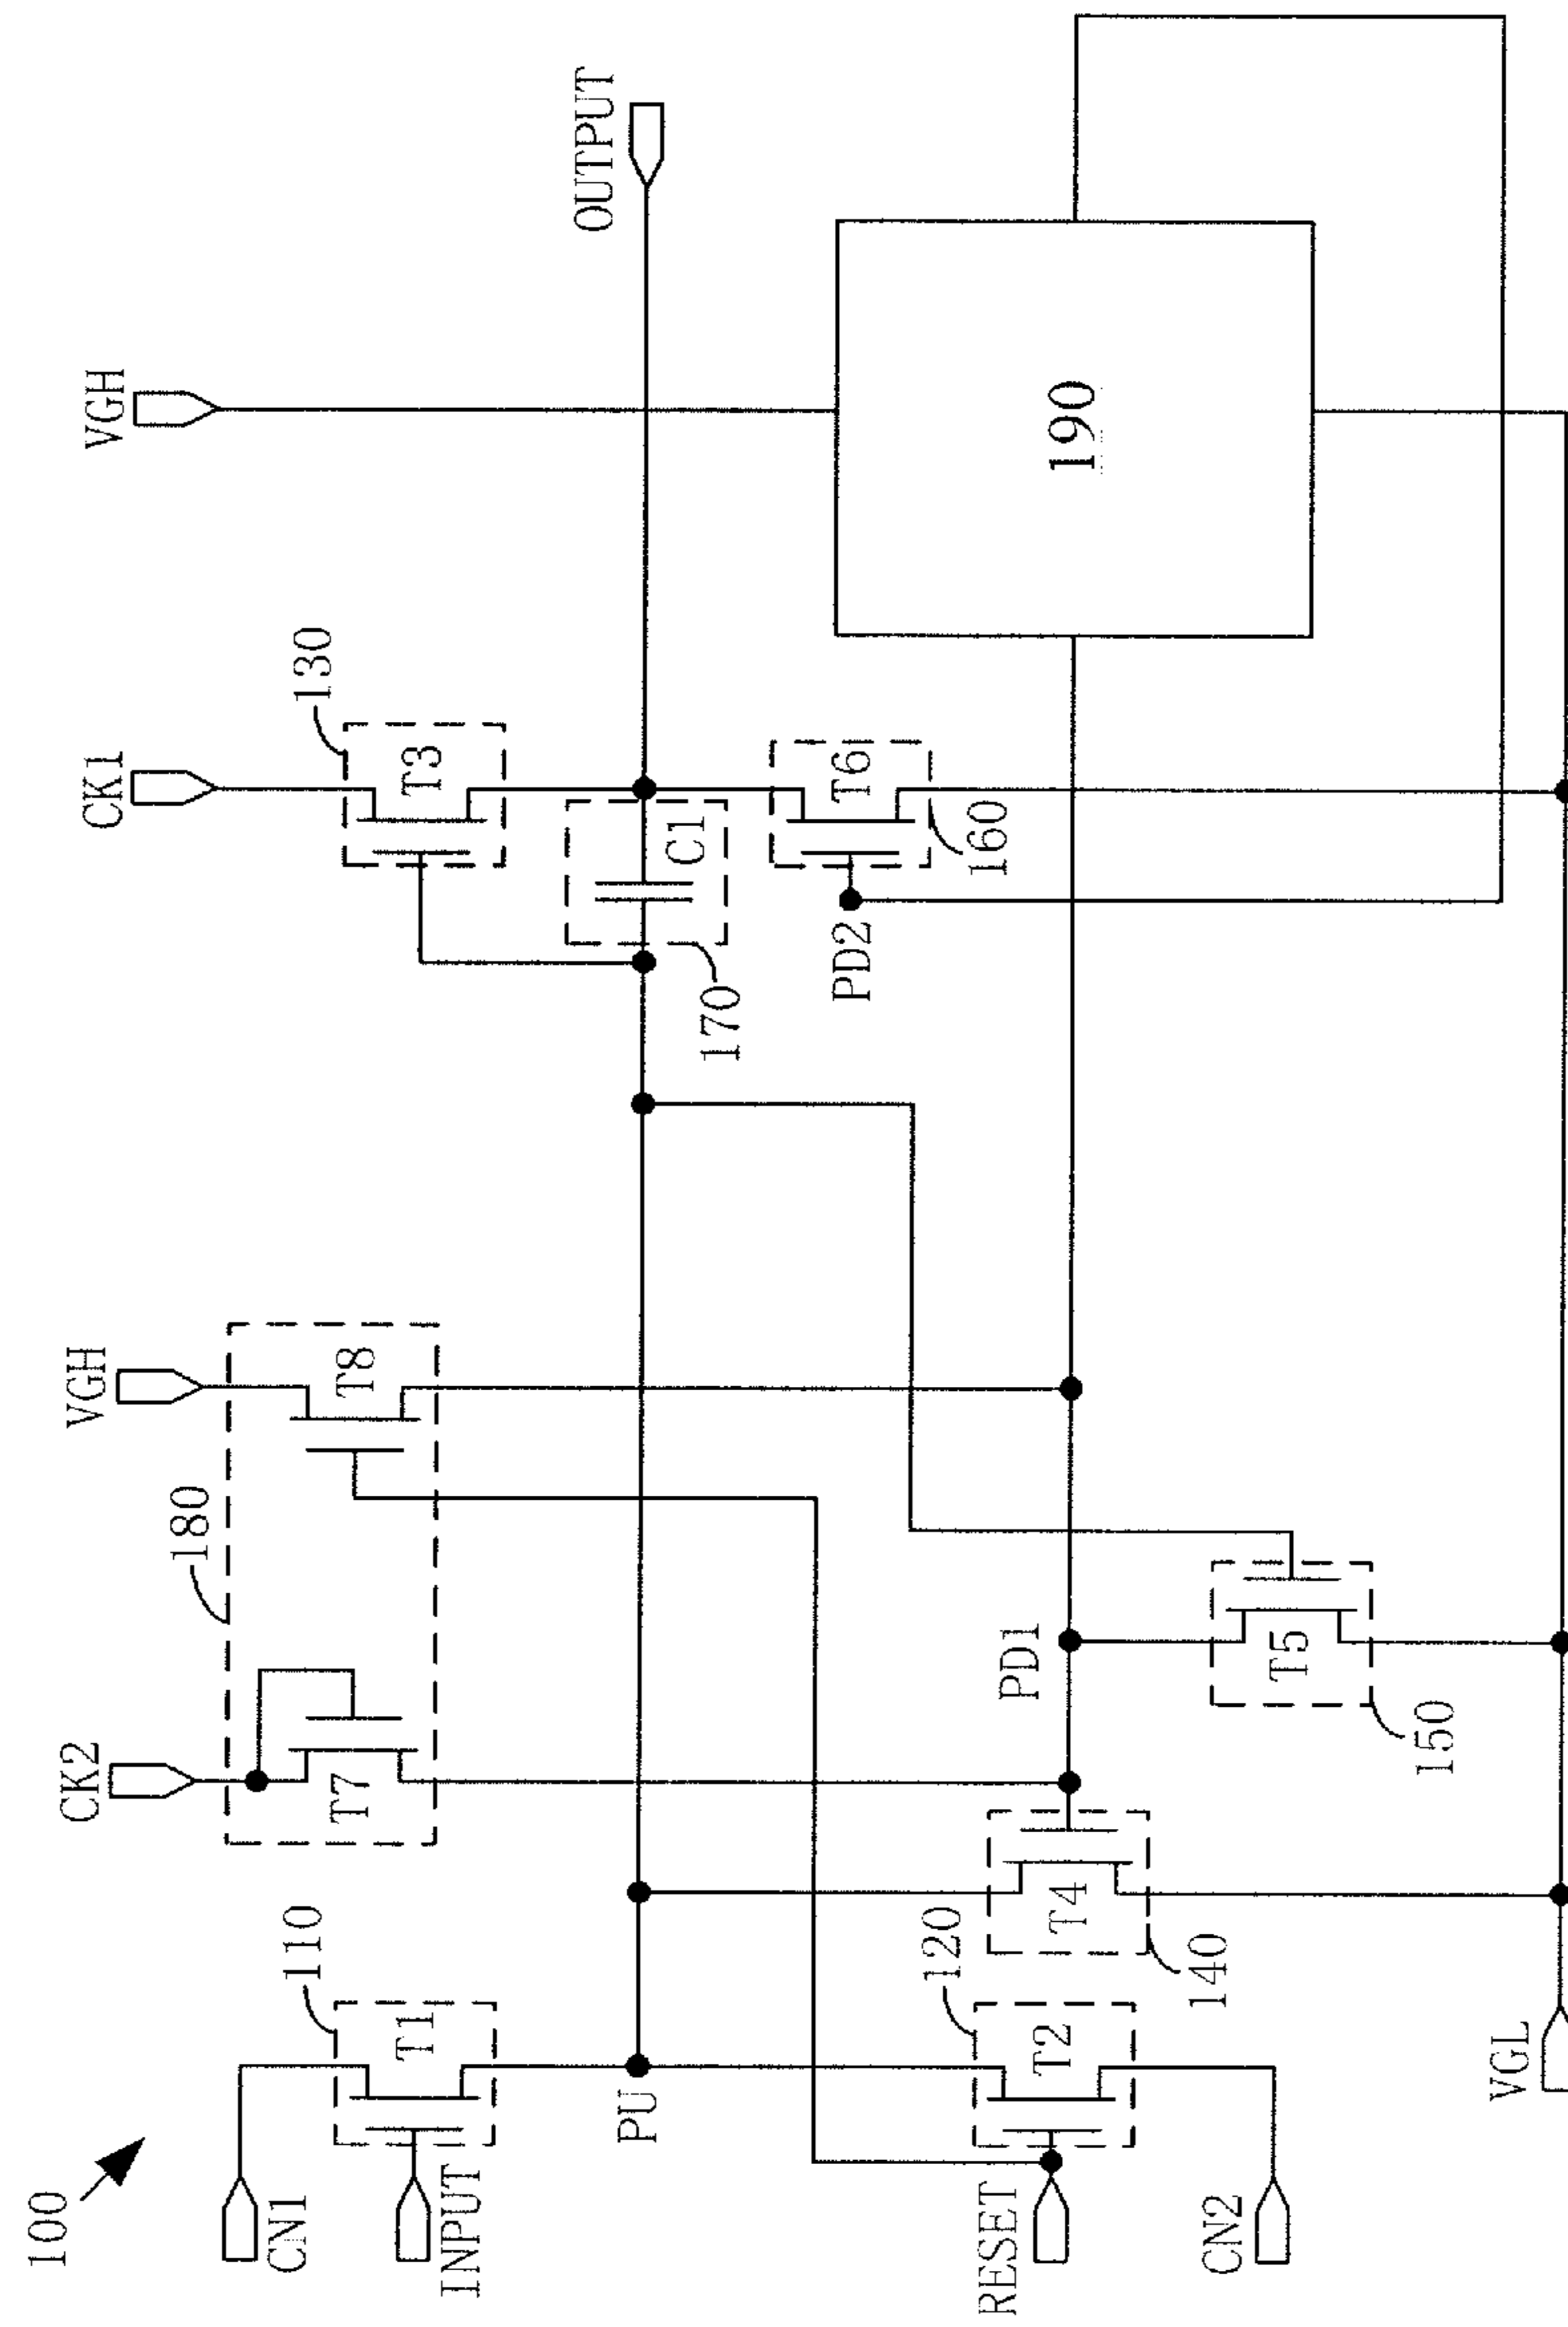 100
CN1
INPUT
110
T1
PU
RESET
120
T2
CN2
CK2
180
T7
VGH
T8
T4
140
PD1
T5
150
VGL
CK1
130
T3
C1
170
T6
160
PD2
VGH
OUTPUT
190